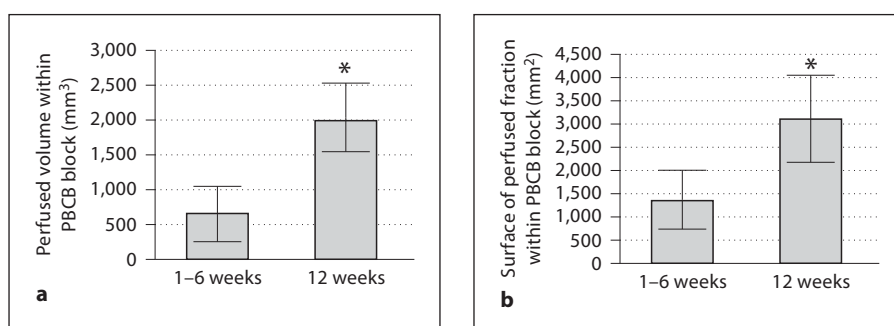 Perfused volume within
PBCB block (mm³)
3,000
2,500
2,000
1,500
1,000
500
0
*
1–6 weeks
12 weeks
a
Surface of perfused fraction
within PBCB block (mm²)
4,500
4,000
3,500
3,000
2,500
2,000
1,500
1,000
500
0
*
1–6 weeks
12 weeks
b